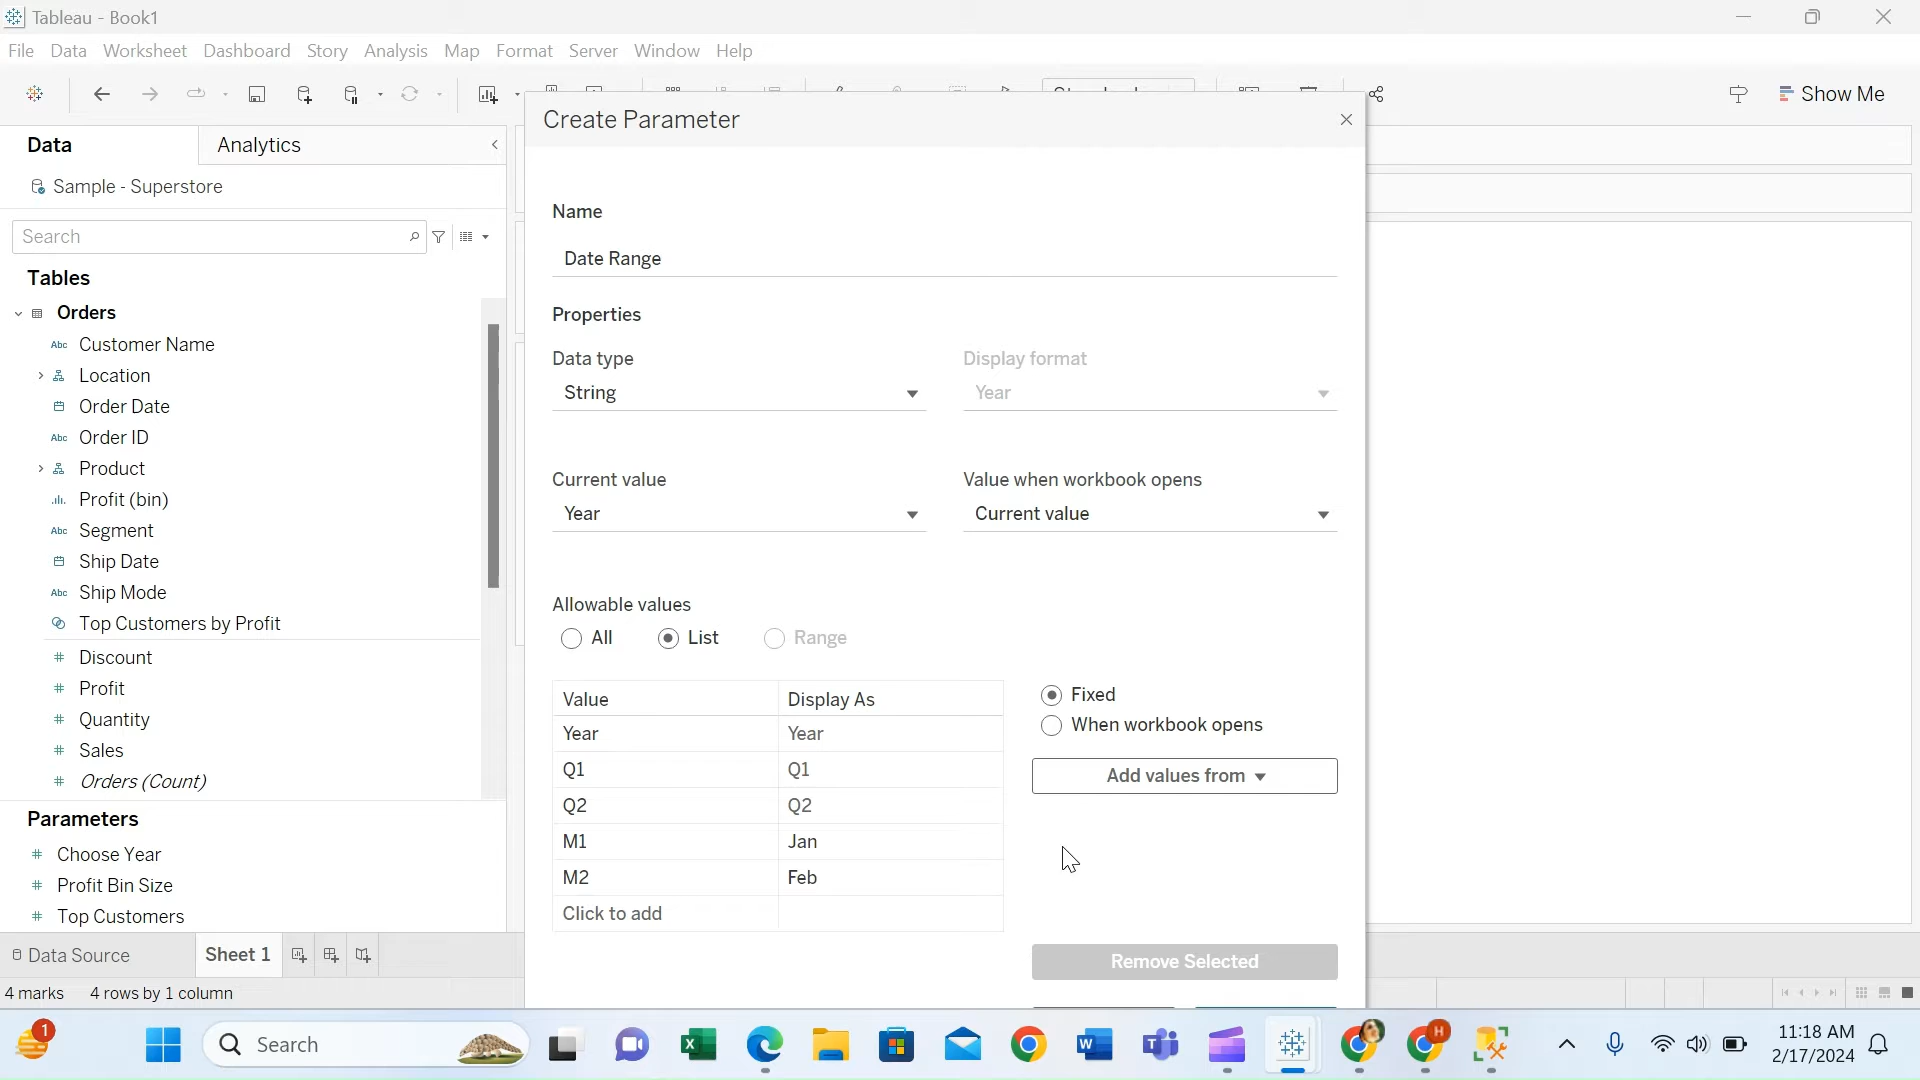 Tableau - Book1
File Data Worksheet Dashboard Story Analysis Map Format Server Window Help
Show Me
Data Analytics
Sample - Superstore
Search
Tables
Orders
Abc Customer Name
Location
Order Date
Abc Order ID
Product
Profit (bin)
Abc Segment
Ship Date
Abc Ship Mode
Top Customers by Profit
# Discount
# Profit
# Quantity
# Sales
# Orders (Count)
Parameters
# Choose Year
# Profit Bin Size
# Top Customers
Create Parameter
Name
Date Range
Properties
Data type Display format
String Year
Current value Value when workbook opens
Year Current value
Allowable values
All List Range
Value Display As
Year Year
Q1 Q1
Q2 Q2
M1 Jan
M2 Feb
Click to add
Fixed
When workbook opens
Add values from
Remove Selected
Data Source Sheet 1
4 marks 4 rows by 1 column
1
Search
H
11:18 AM
2/17/2024